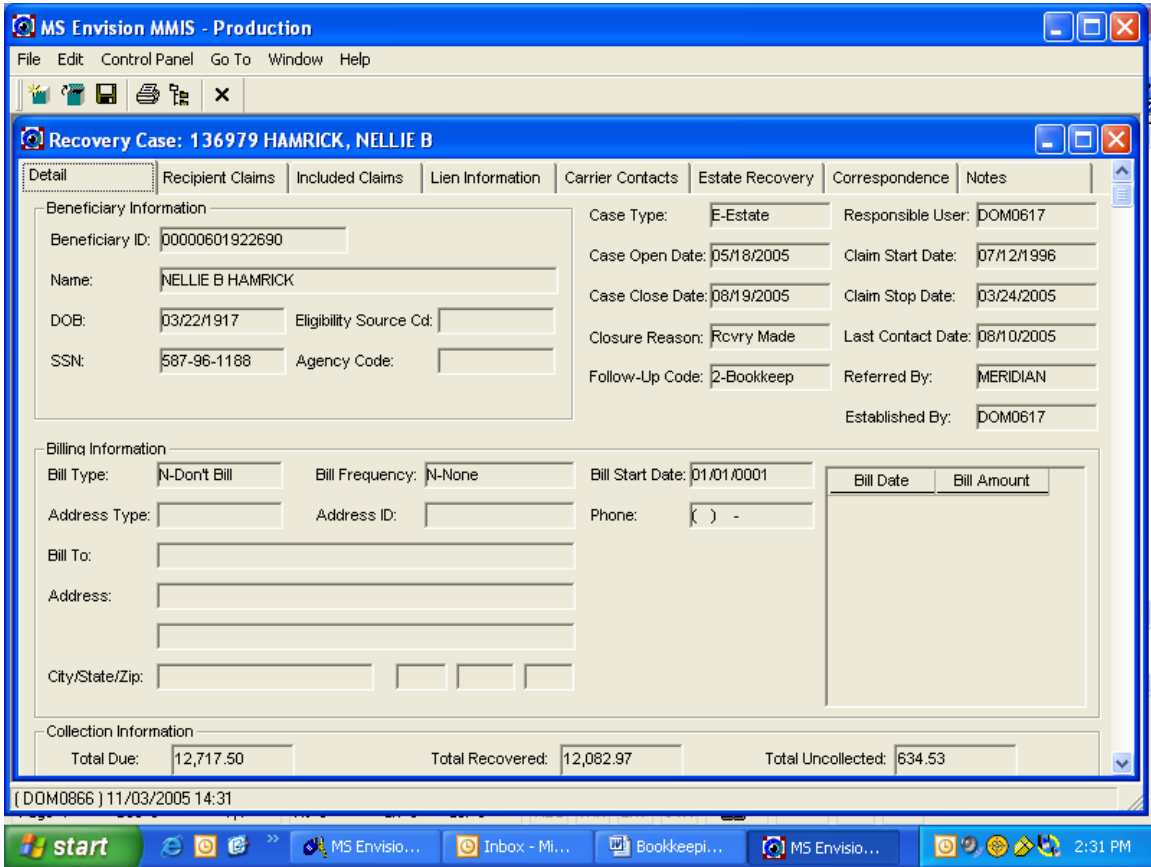 MS Envision MMIS - Production
File Edit Control Panel Go To Window Help
Recovery Case: 136979 HAMRICK, NELLIE B
Detail Recipient Claims Included Claims Lien Information Carrier Contacts Estate Recovery Correspondence Notes
Beneficiary Information
Beneficiary ID: 00000601922690
Name: NELLIE B HAMRICK
DOB: 03/22/1917 Eligibility Source Cd:
SSN: 587-96-1188 Agency Code:
Case Type: E-Estate Responsible User: DOM0617
Case Open Date: 05/18/2005 Claim Start Date: 07/12/1996
Case Close Date: 08/19/2005 Claim Stop Date: 03/24/2005
Closure Reason: Rcvry Made Last Contact Date: 08/10/2005
Follow-Up Code: 2-Bookkeep Referred By: MERIDIAN
Established By: DOM0617
Billing Information
Bill Type: N-Don't Bill Bill Frequency: N-None Bill Start Date: 01/01/0001 Bill Date Bill Amount
Address Type: Address ID: Phone: ( ) -
Bill To:
Address:
City/State/Zip:
Collection Information
Total Due: 12,717.50 Total Recovered: 12,082.97 Total Uncollected: 634.53
( DOM0866 ) 11/03/2005 14:31
start MS Envisio... Inbox - Mi... Bookkeepi... MS Envisio... 2:31 PM